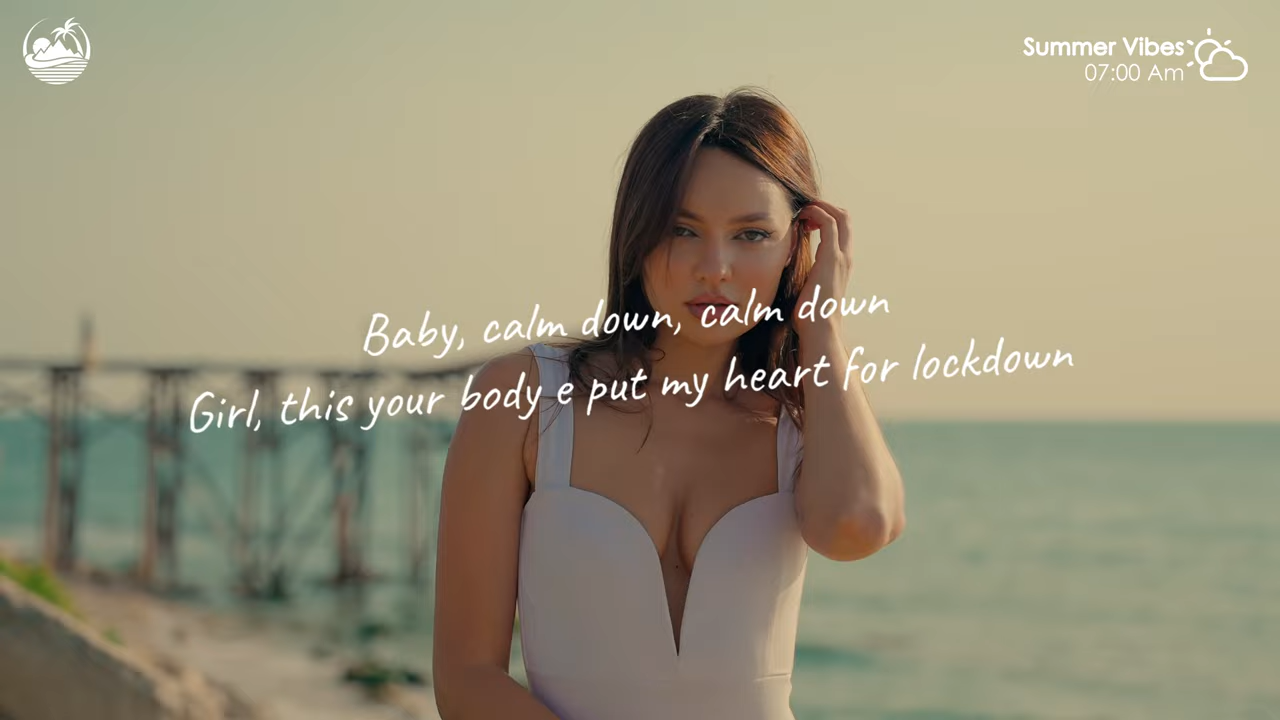 Summer Vibes
07:00 Am
Baby, calm down, calm down
Girl, this your body e put my heart for lockdown